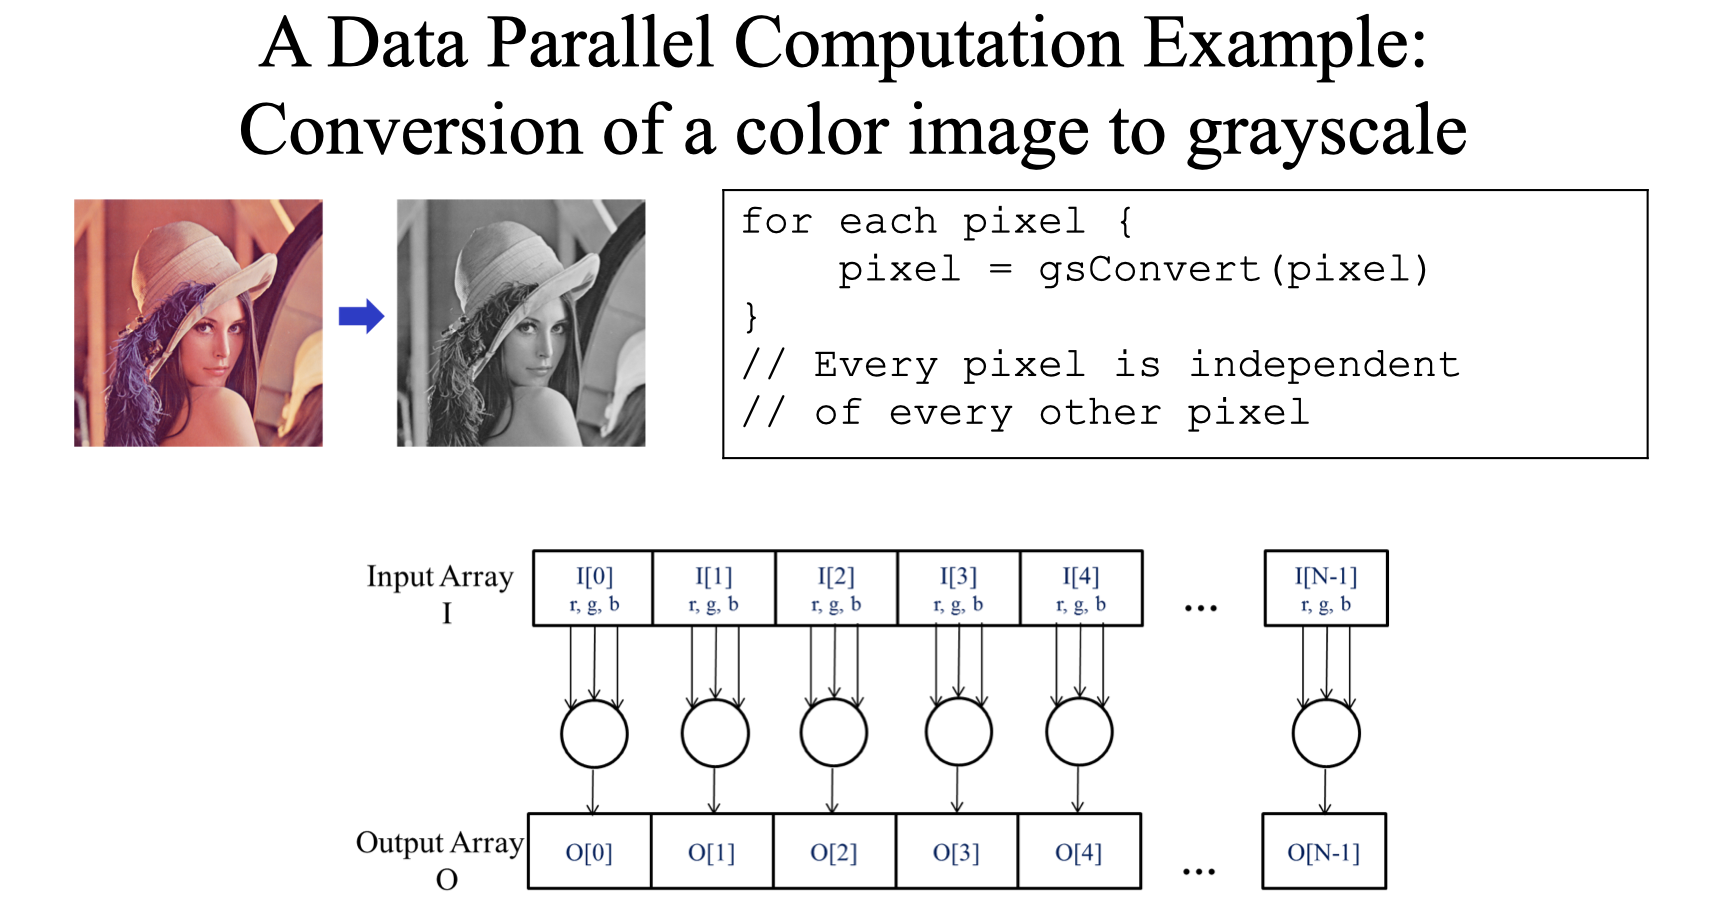 A Data Parallel Computation Example:
Conversion of a color image to grayscale
for each pixel {
pixel = gsConvert(pixel)
}
// Every pixel is independent
// of every other pixel
Input Array
I
I[0] I[1] I[2] I[3] I[4] ... I[N-1]
r, g, b r, g, b r, g, b r, g, b r, g, b r, g, b
Output Array
O
O[0] O[1] O[2] O[3] O[4] ... O[N-1]